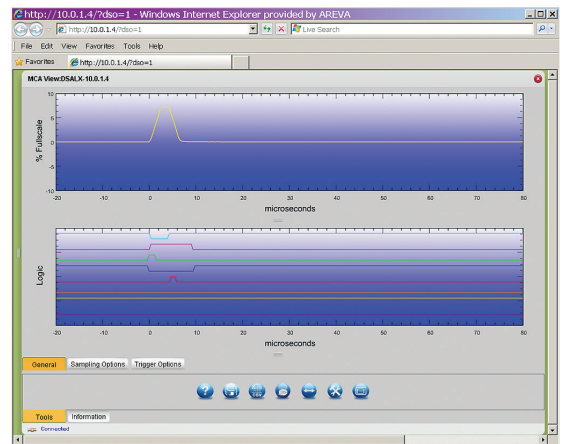 http://10.0.1.4/?dso=1 - Windows Internet Explorer provided by AREVA
http://10.0.1.4/?dso=1
Live Search
File Edit View Favorites Tools Help
Favorites
http://10.0.1.4/?dso=1
MCA View:DSALX-10.0.1.4
% Fullscale
10
5
0
-5
-10
-20 -10 0 10 20 30 40 50 60 70 80
microseconds
Logic
-20 -10 0 10 20 30 40 50 60 70 80
microseconds
General Sampling Options Trigger Options
Tools Information
Connected